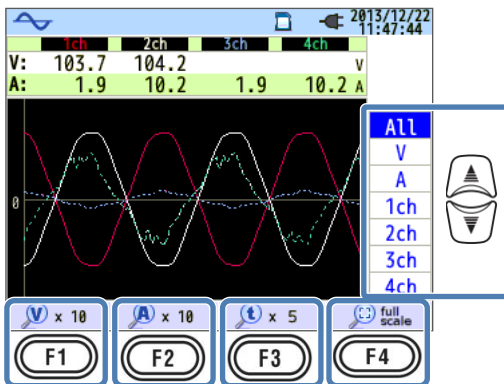 2013/12/22
11:47:44
1ch 2ch 3ch 4ch
V: 103.7 104.2 V
A: 1.9 10.2 1.9 10.2 A
0
All
V
A
1ch
2ch
3ch
4ch
V x 10 A x 10 t x 5 full scale
F1 F2 F3 F4